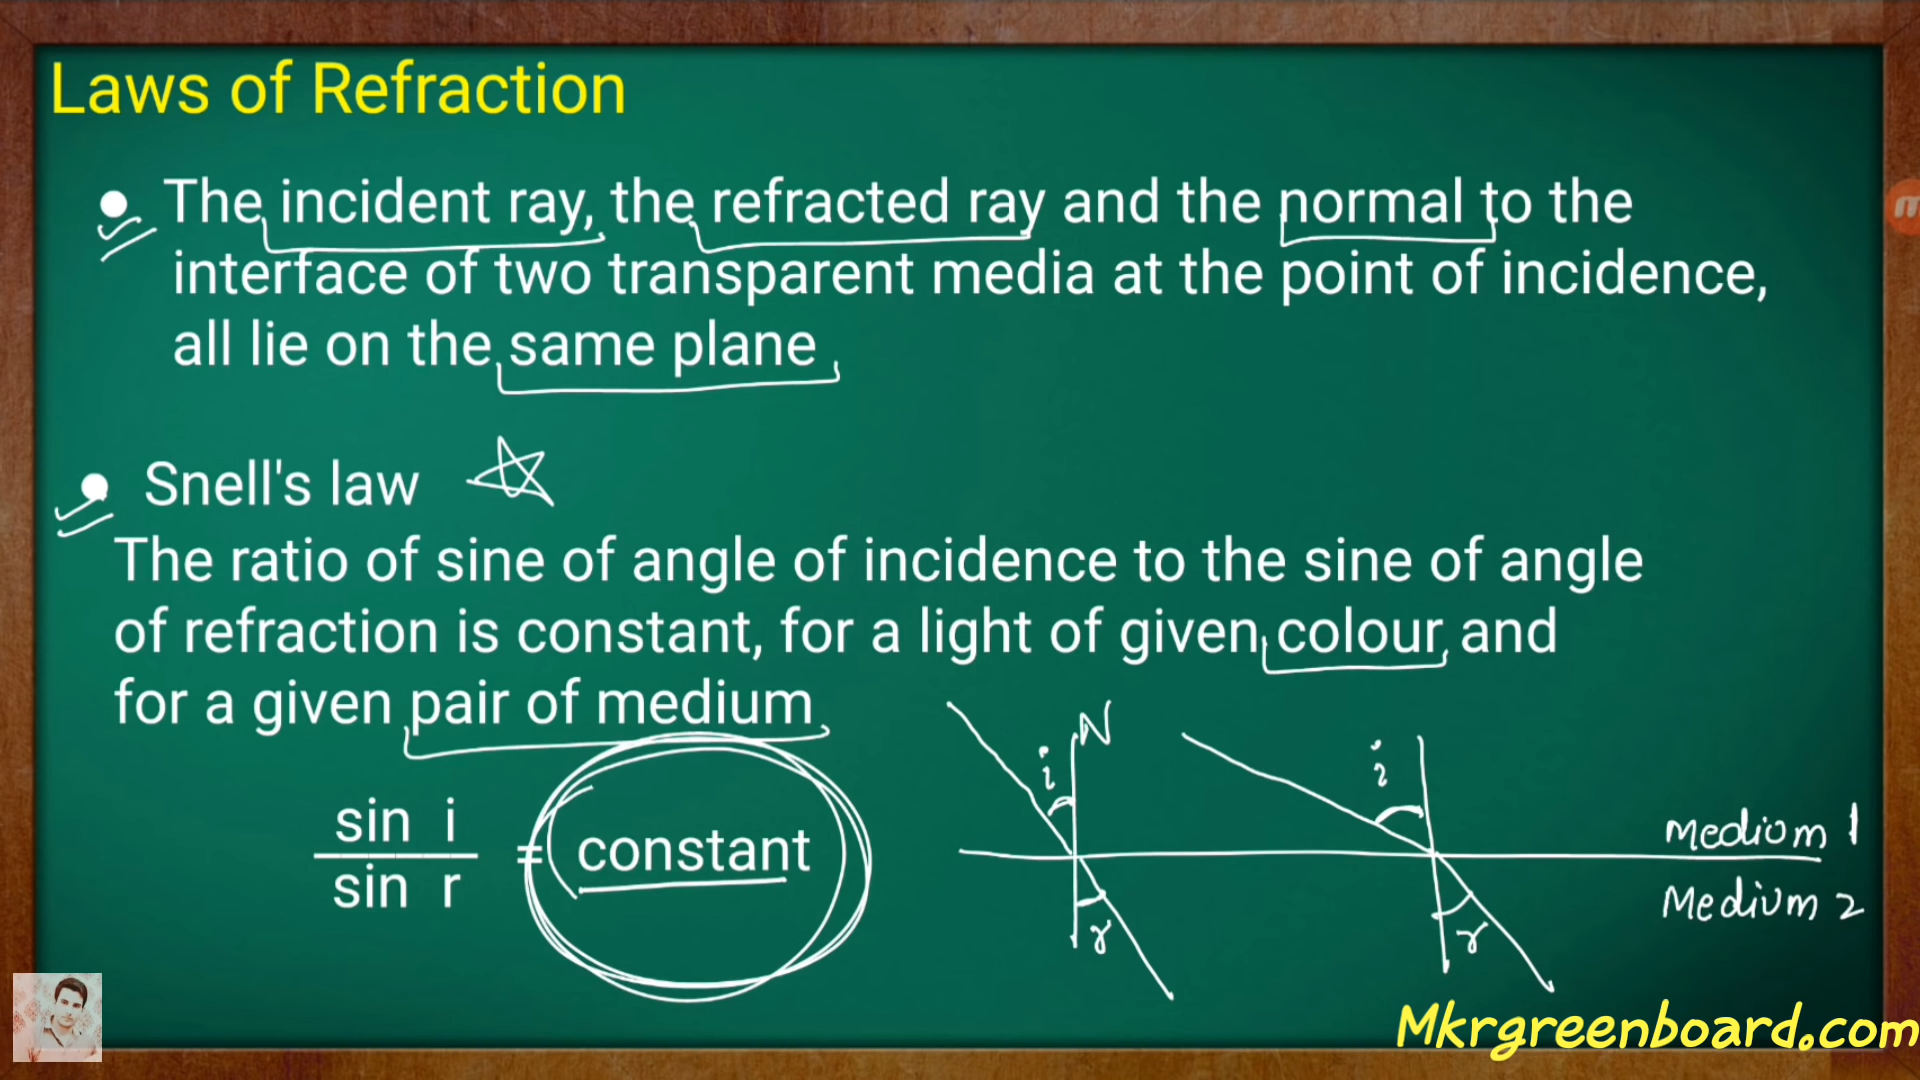 Laws of Refraction
The incident ray, the refracted ray and the normal to the
interface of two transparent media at the point of incidence,
all lie on the same plane
Snell's law
The ratio of sine of angle of incidence to the sine of angle
of refraction is constant, for a light of given colour and
for a given pair of medium
sin i
sin r
= constant
N
i
i
r
r
Medium 1
Medium 2
Mkrgreenboard.com
m